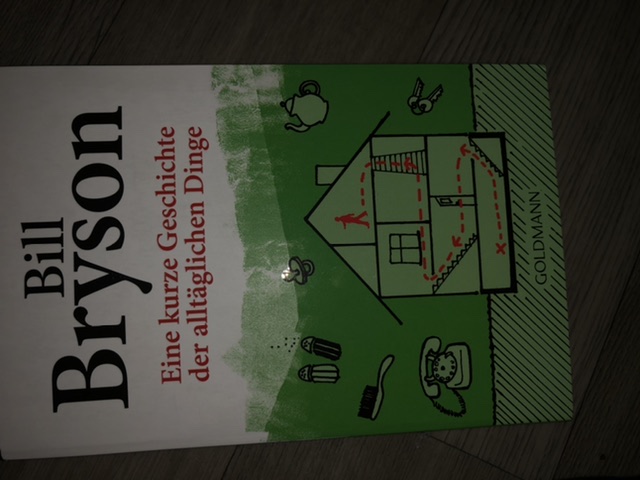 Bill
Bryson
Eine kurze Geschichte
der alltäglichen Dinge
GOLDMANN